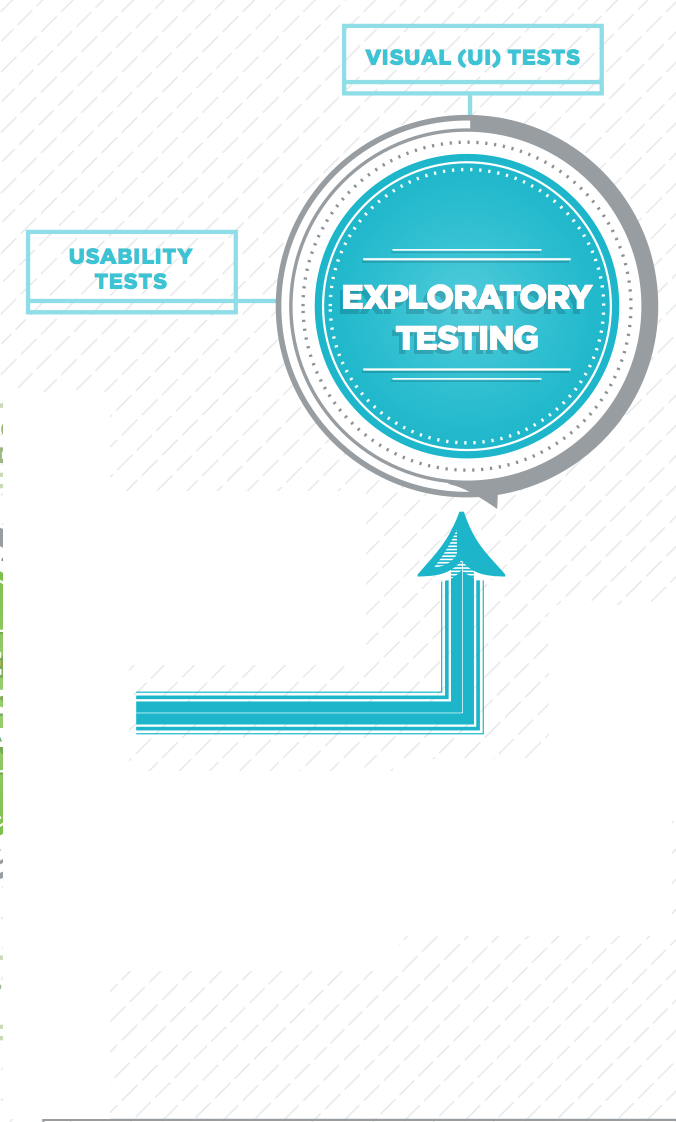 VISUAL (UI) TESTS
USABILITY
TESTS
EXPLORATORY
TESTING